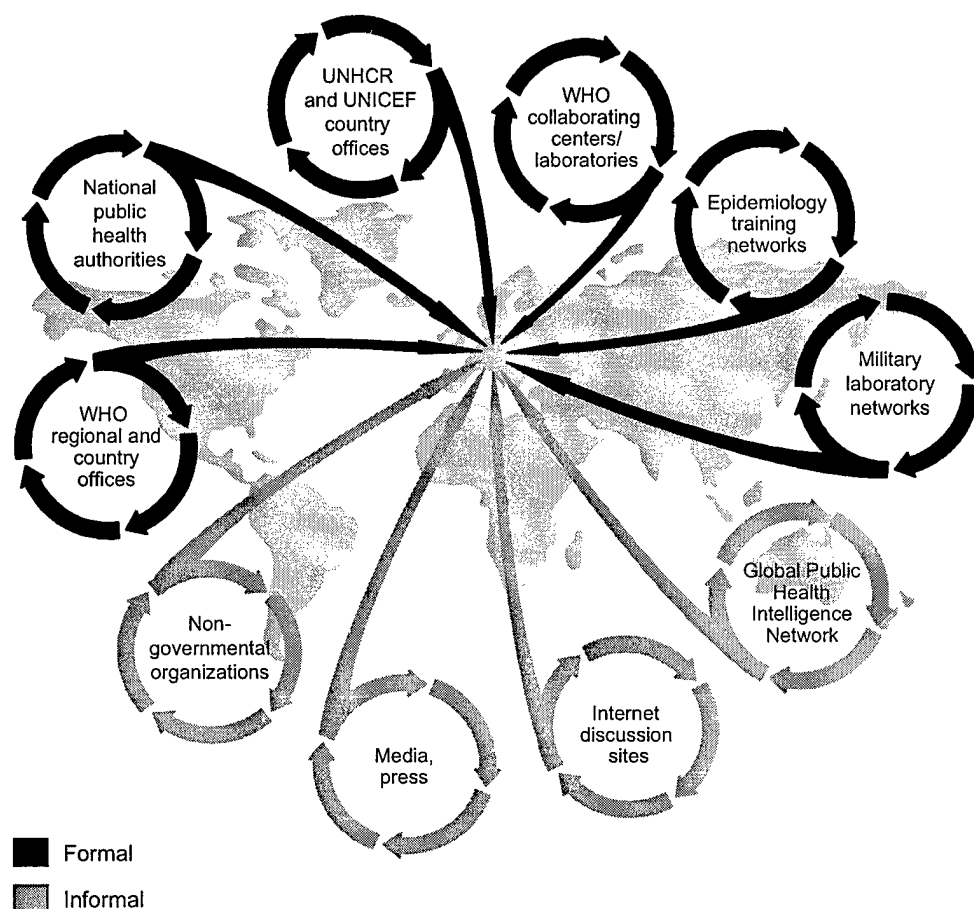 UNHCR
and UNICEF
country
offices
WHO
collaborating
centers/
laboratories
National
public
health
authorities
Epidemiology
training
networks
Military
laboratory
networks
WHO
regional and
country
offices
Global Public
Health
Intelligence
Network
Non-
governmental
organizations
Internet
discussion
sites
Media,
press
Formal
Informal